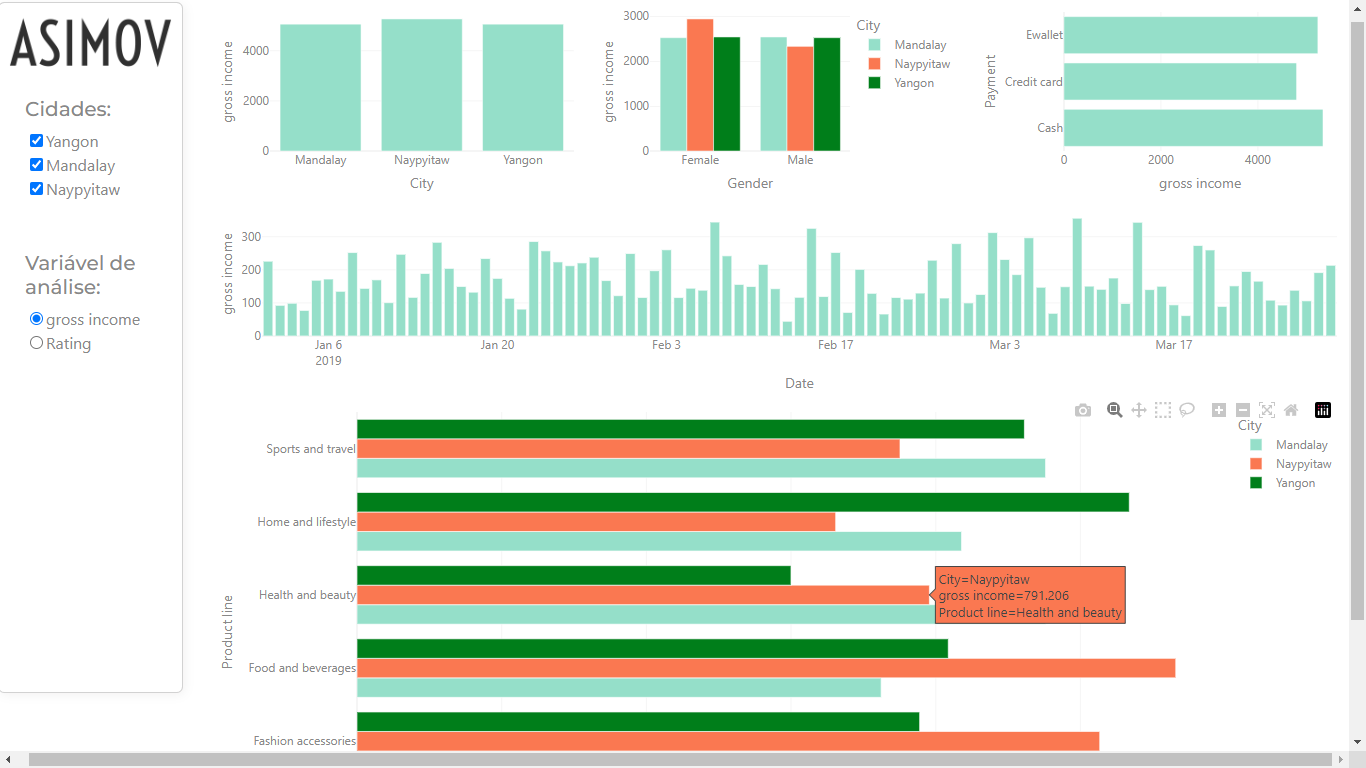 ASIMOV
Cidades:
Yangon
Mandalay
Naypyitaw
Variável de
análise:
gross income
Rating
gross income
4000
2000
0
Mandalay
Naypyitaw
Yangon
City
gross income
3000
2000
1000
0
Female
Male
Gender
City
Mandalay
Naypyitaw
Yangon
Payment
Ewallet
Credit card
Cash
0
2000
4000
gross income
gross income
300
200
100
0
Jan 6
2019
Jan 20
Feb 3
Feb 17
Mar 3
Mar 17
Date
Product line
Sports and travel
Home and lifestyle
Health and beauty
Food and beverages
Fashion accessories
City=Naypyitaw
gross income=791.206
Product line=Health and beauty
City
Mandalay
Naypyitaw
Yangon